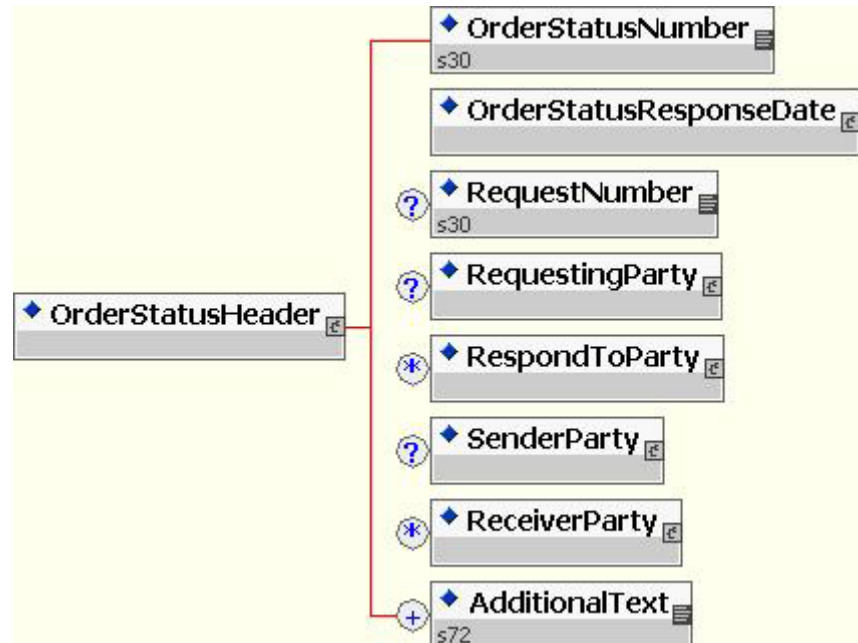 OrderStatusNumber
s30
OrderStatusResponseDate
? RequestNumber
s30
? RequestingParty
OrderStatusHeader
* RespondToParty
? SenderParty
* ReceiverParty
+ AdditionalText
s72